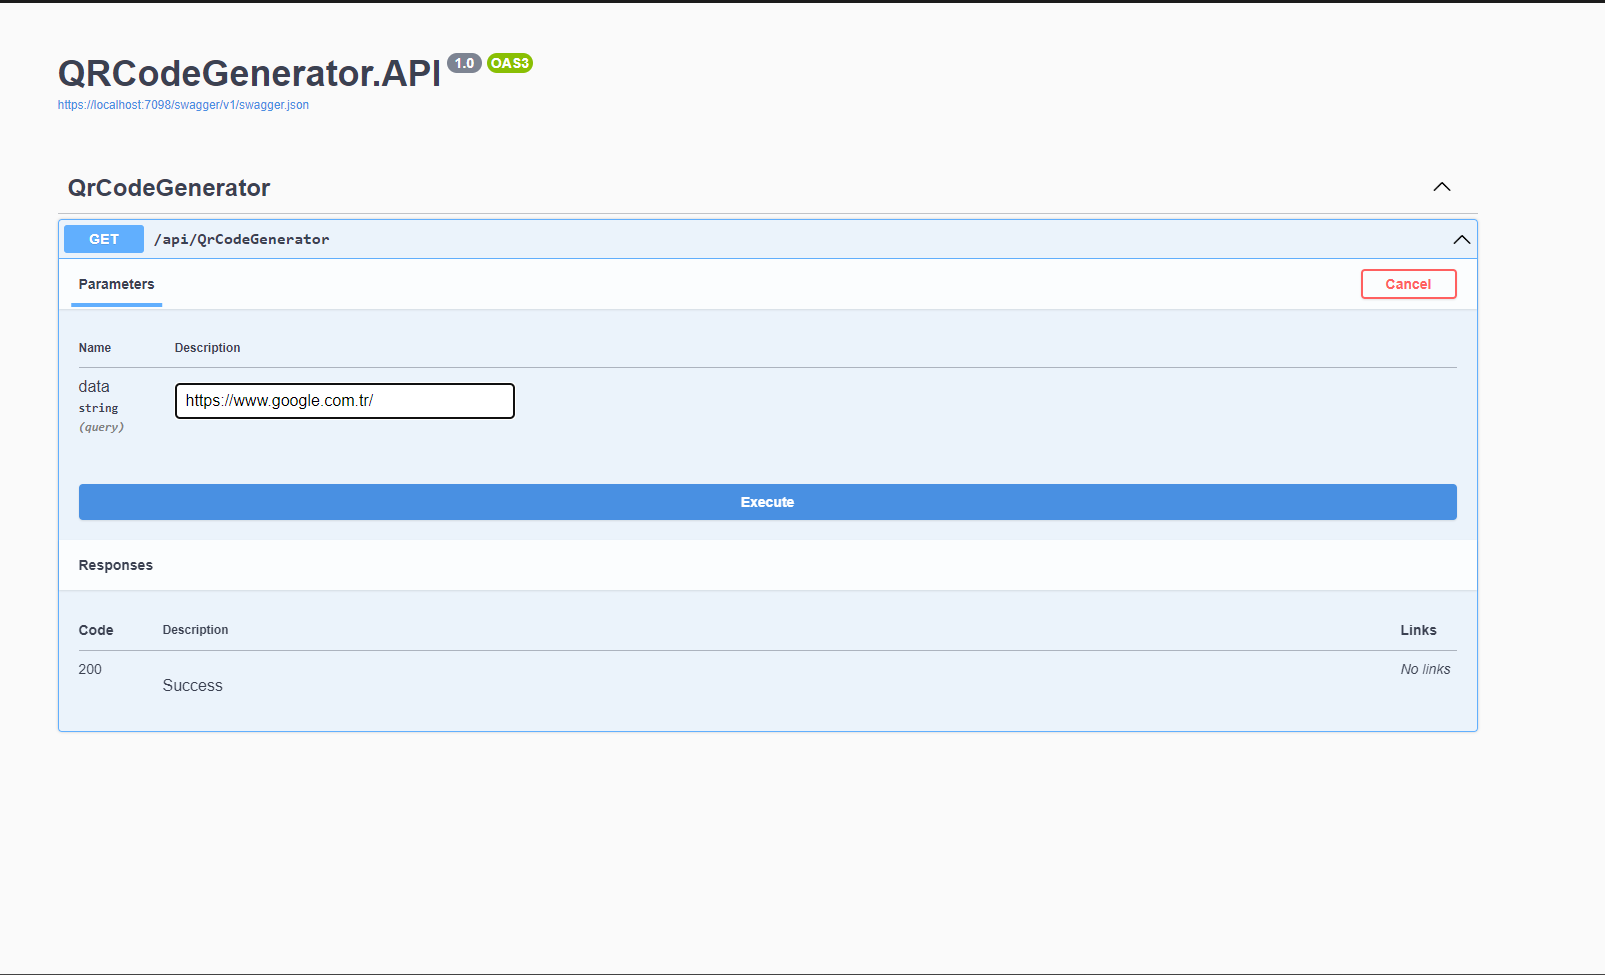 QRCodeGenerator.API 1.0 OAS3
https://localhost:7098/swagger/v1/swagger.json
QrCodeGenerator
GET /api/QrCodeGenerator
Parameters Cancel
Name Description
data
string
(query)
https://www.google.com.tr/
Execute
Responses
Code Description Links
200 No links
Success